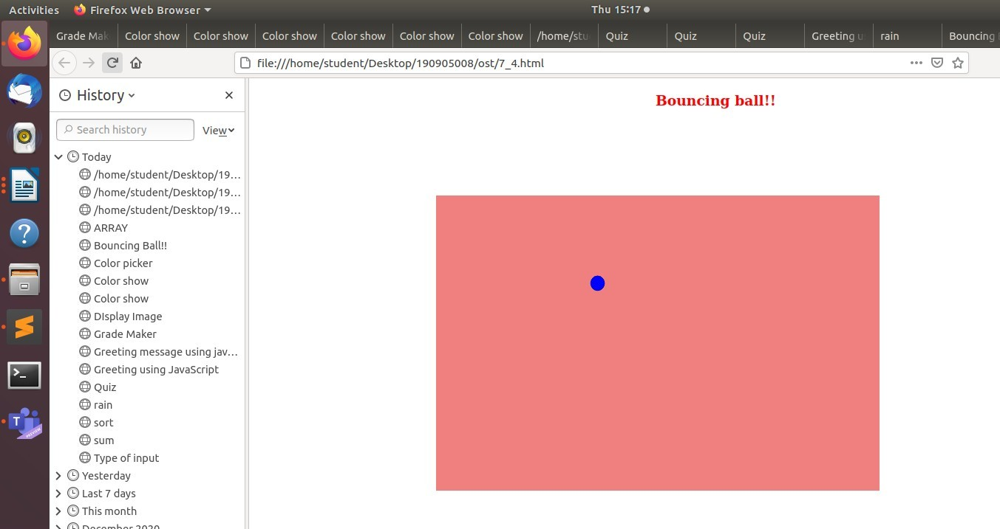 Activities Firefox Web Browser Thu 15:17
Grade Mak Color show Color show Color show Color show Color show Color show /home/stu Quiz Quiz Quiz Greeting u rain Bouncing
file:///home/student/Desktop/190905008/ost/7_4.html
History
Search history View
Today
/home/student/Desktop/19...
/home/student/Desktop/19...
/home/student/Desktop/19...
ARRAY
Bouncing Ball!!
Color picker
Color show
Color show
DIsplay Image
Grade Maker
Greeting message using jav...
Greeting using JavaScript
Quiz
rain
sort
sum
Type of input
Yesterday
Last 7 days
This month
December 2020
Bouncing ball!!
T
PREVIEW